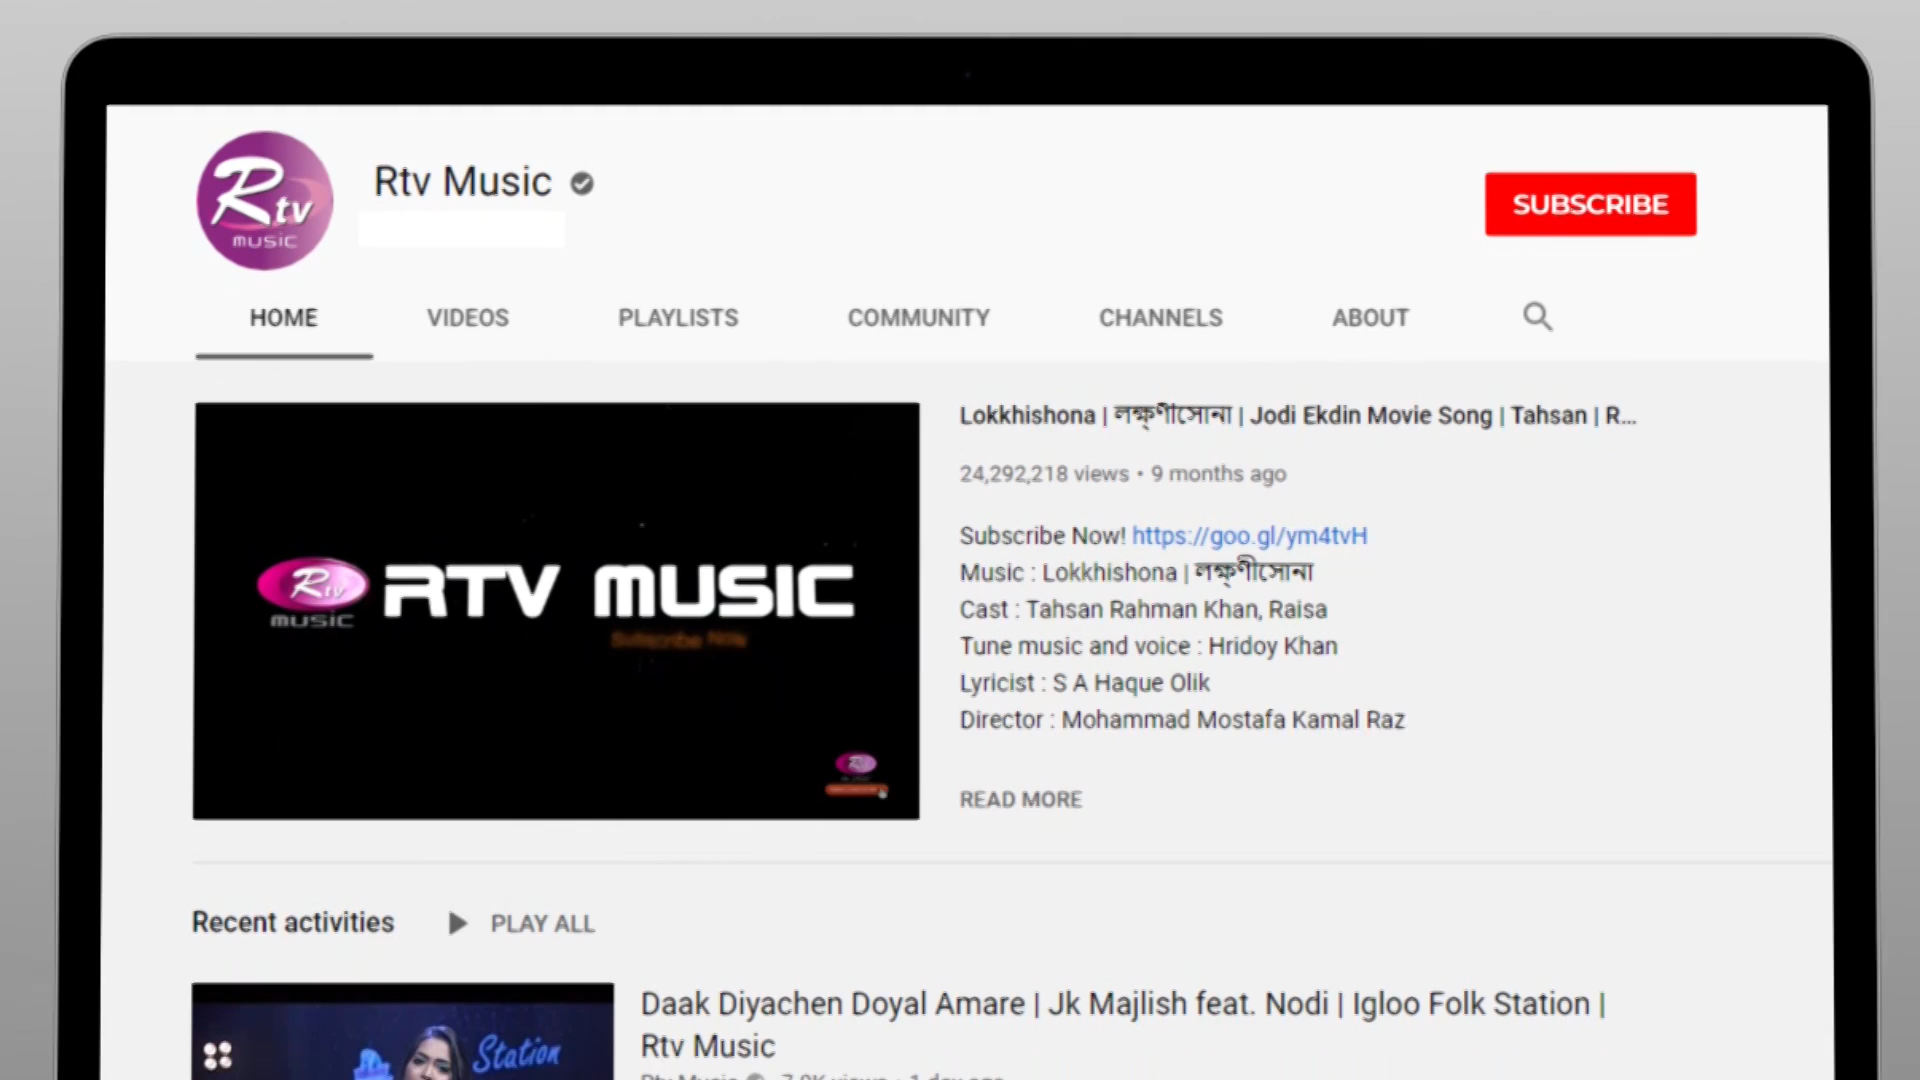 Rtv
MUSIC
Rtv Music
SUBSCRIBE
HOME
VIDEOS
PLAYLISTS
COMMUNITY
CHANNELS
ABOUT
Lokkhishona | লক্ষ্ণীসোনা | Jodi Ekdin Movie Song | Tahsan | R...
24,292,218 views • 9 months ago
Subscribe Now! https://goo.gl/ym4tvH
Music : Lokkhishona | লক্ষ্ণীসোনা
Cast : Tahsan Rahman Khan, Raisa
Tune music and voice : Hridoy Khan
Lyricist : S A Haque Olik
Director : Mohammad Mostafa Kamal Raz
READ MORE
Rtv
MUSIC
RTV MUSIC
Subscribe Now
Recent activities
PLAY ALL
Station
Daak Diyachen Doyal Amare | Jk Majlish feat. Nodi | Igloo Folk Station |
Rtv Music